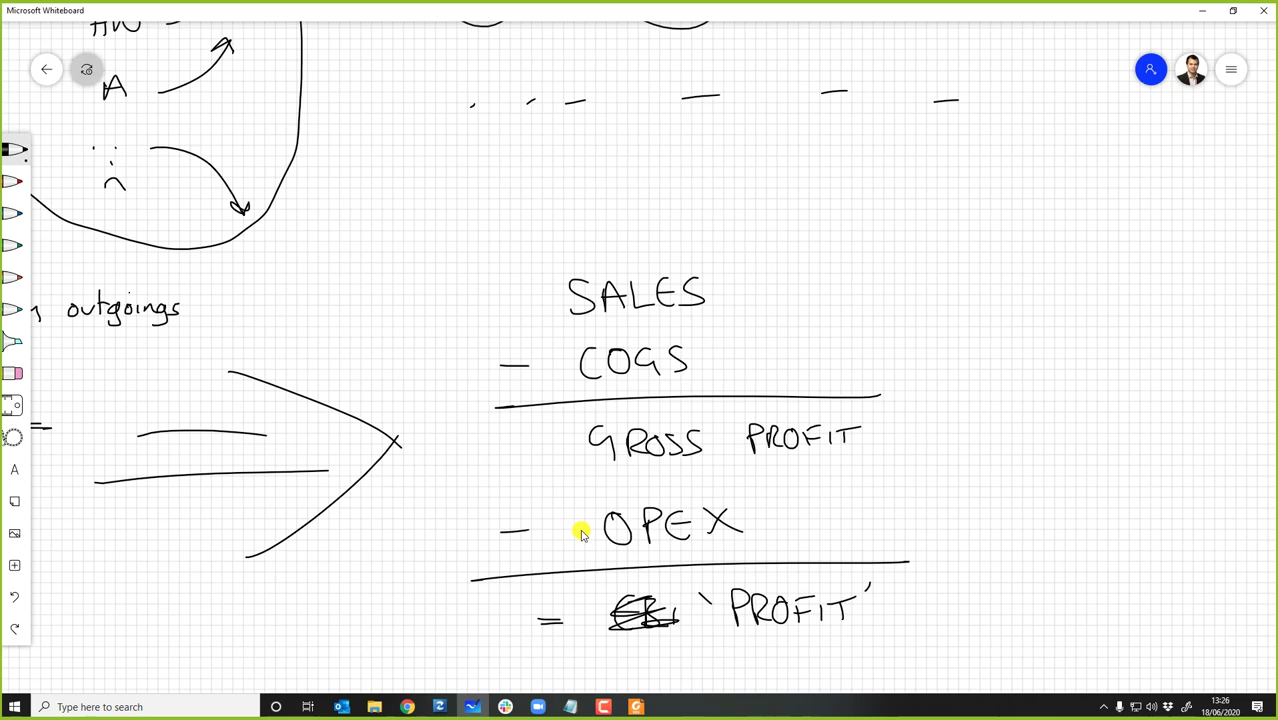 Microsoft Whiteboard
A
outgoings
=
SALES
− COGS
GROSS PROFIT
− OPEX
= 'PROFIT'
A
Type here to search
13:26
18/06/2020